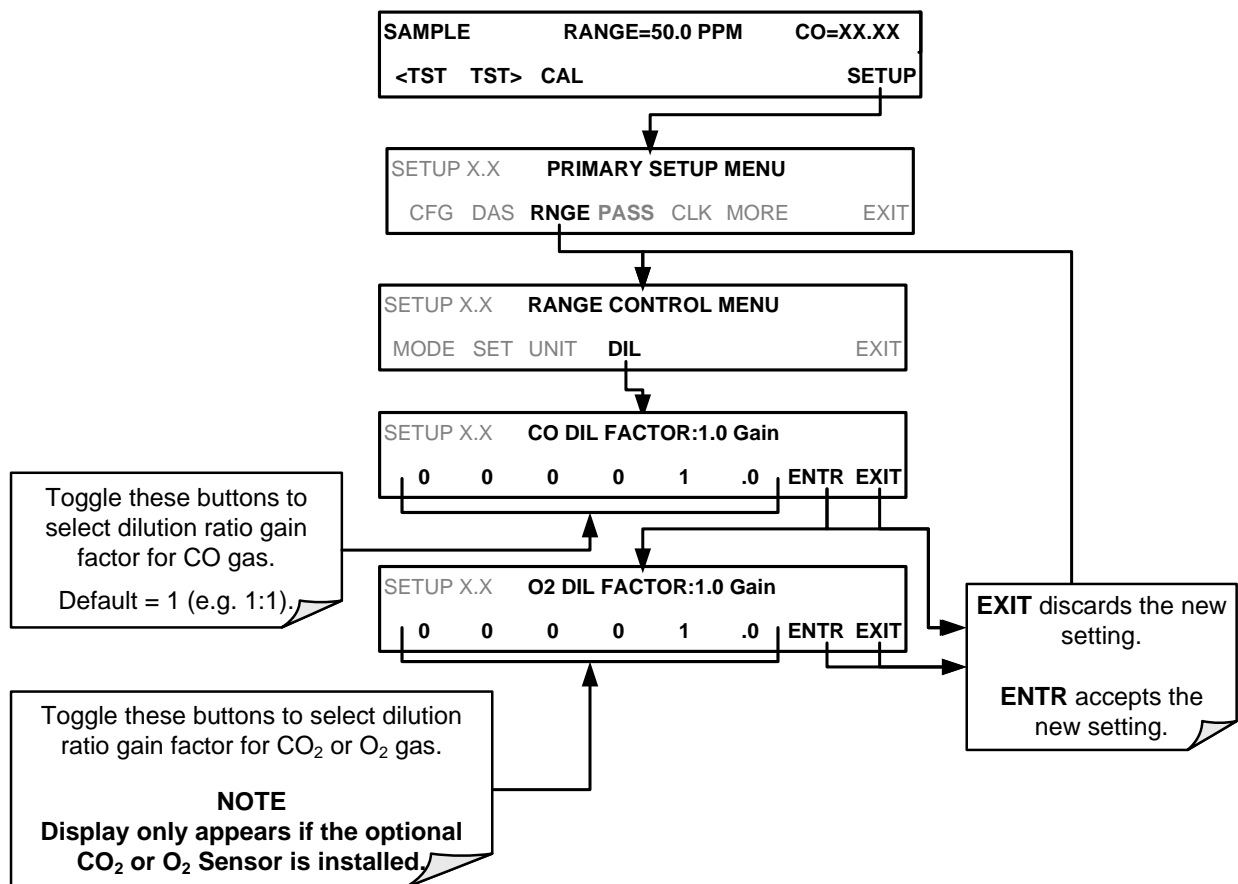 SAMPLE RANGE=50.0 PPM CO=XX.XX
<TST TST> CAL SETUP
SETUP X.X PRIMARY SETUP MENU
CFG DAS RNGE PASS CLK MORE EXIT
SETUP X.X RANGE CONTROL MENU
MODE SET UNIT DIL EXIT
SETUP X.X CO DIL FACTOR:1.0 Gain
0 0 0 0 1 .0 ENTR EXIT
Toggle these buttons to
select dilution ratio gain
factor for CO gas.
Default = 1 (e.g. 1:1).
SETUP X.X O2 DIL FACTOR:1.0 Gain
0 0 0 0 1 .0 ENTR EXIT
EXIT discards the new
setting.
ENTR accepts the
new setting.
Toggle these buttons to select dilution
ratio gain factor for CO₂ or O₂ gas.
NOTE
Display only appears if the optional
CO₂ or O₂ Sensor is installed.